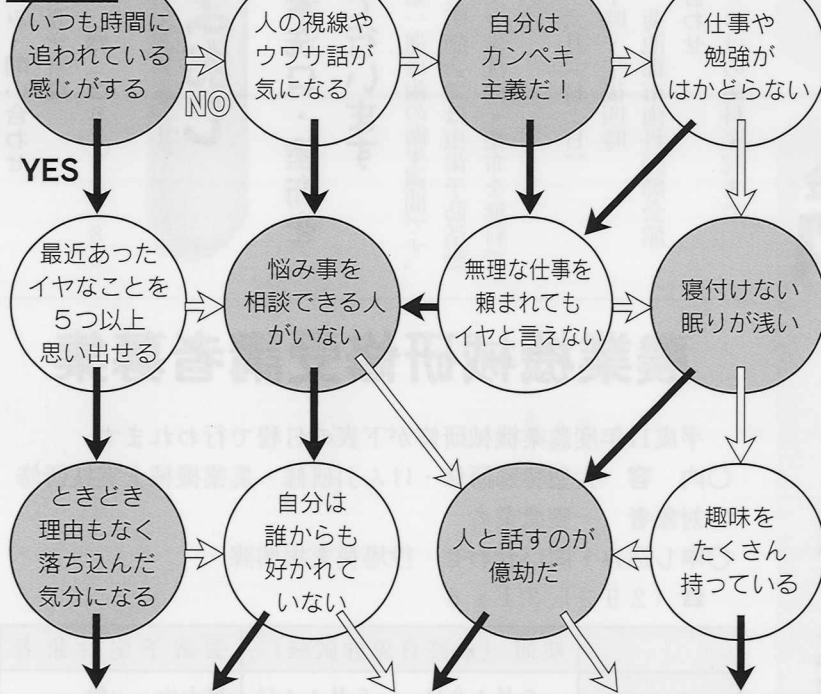 いつも時間に
追われている
感じがする
人の視線や
ウワサ話が
気になる
自分は
カンペキ
主義だ！
仕事や
勉強が
はかどらない
NO
YES
最近あった
イヤなことを
5つ以上
思い出せる
悩み事を
相談できる人
がいない
無理な仕事を
頼まれても
イヤと言えない
寝付けない
眠りが浅い
ときどき
理由もなく
落ち込んだ
気分になる
自分は
誰からも
好かれて
いない
人と話すのが
億劫だ
趣味を
たくさん
持っている